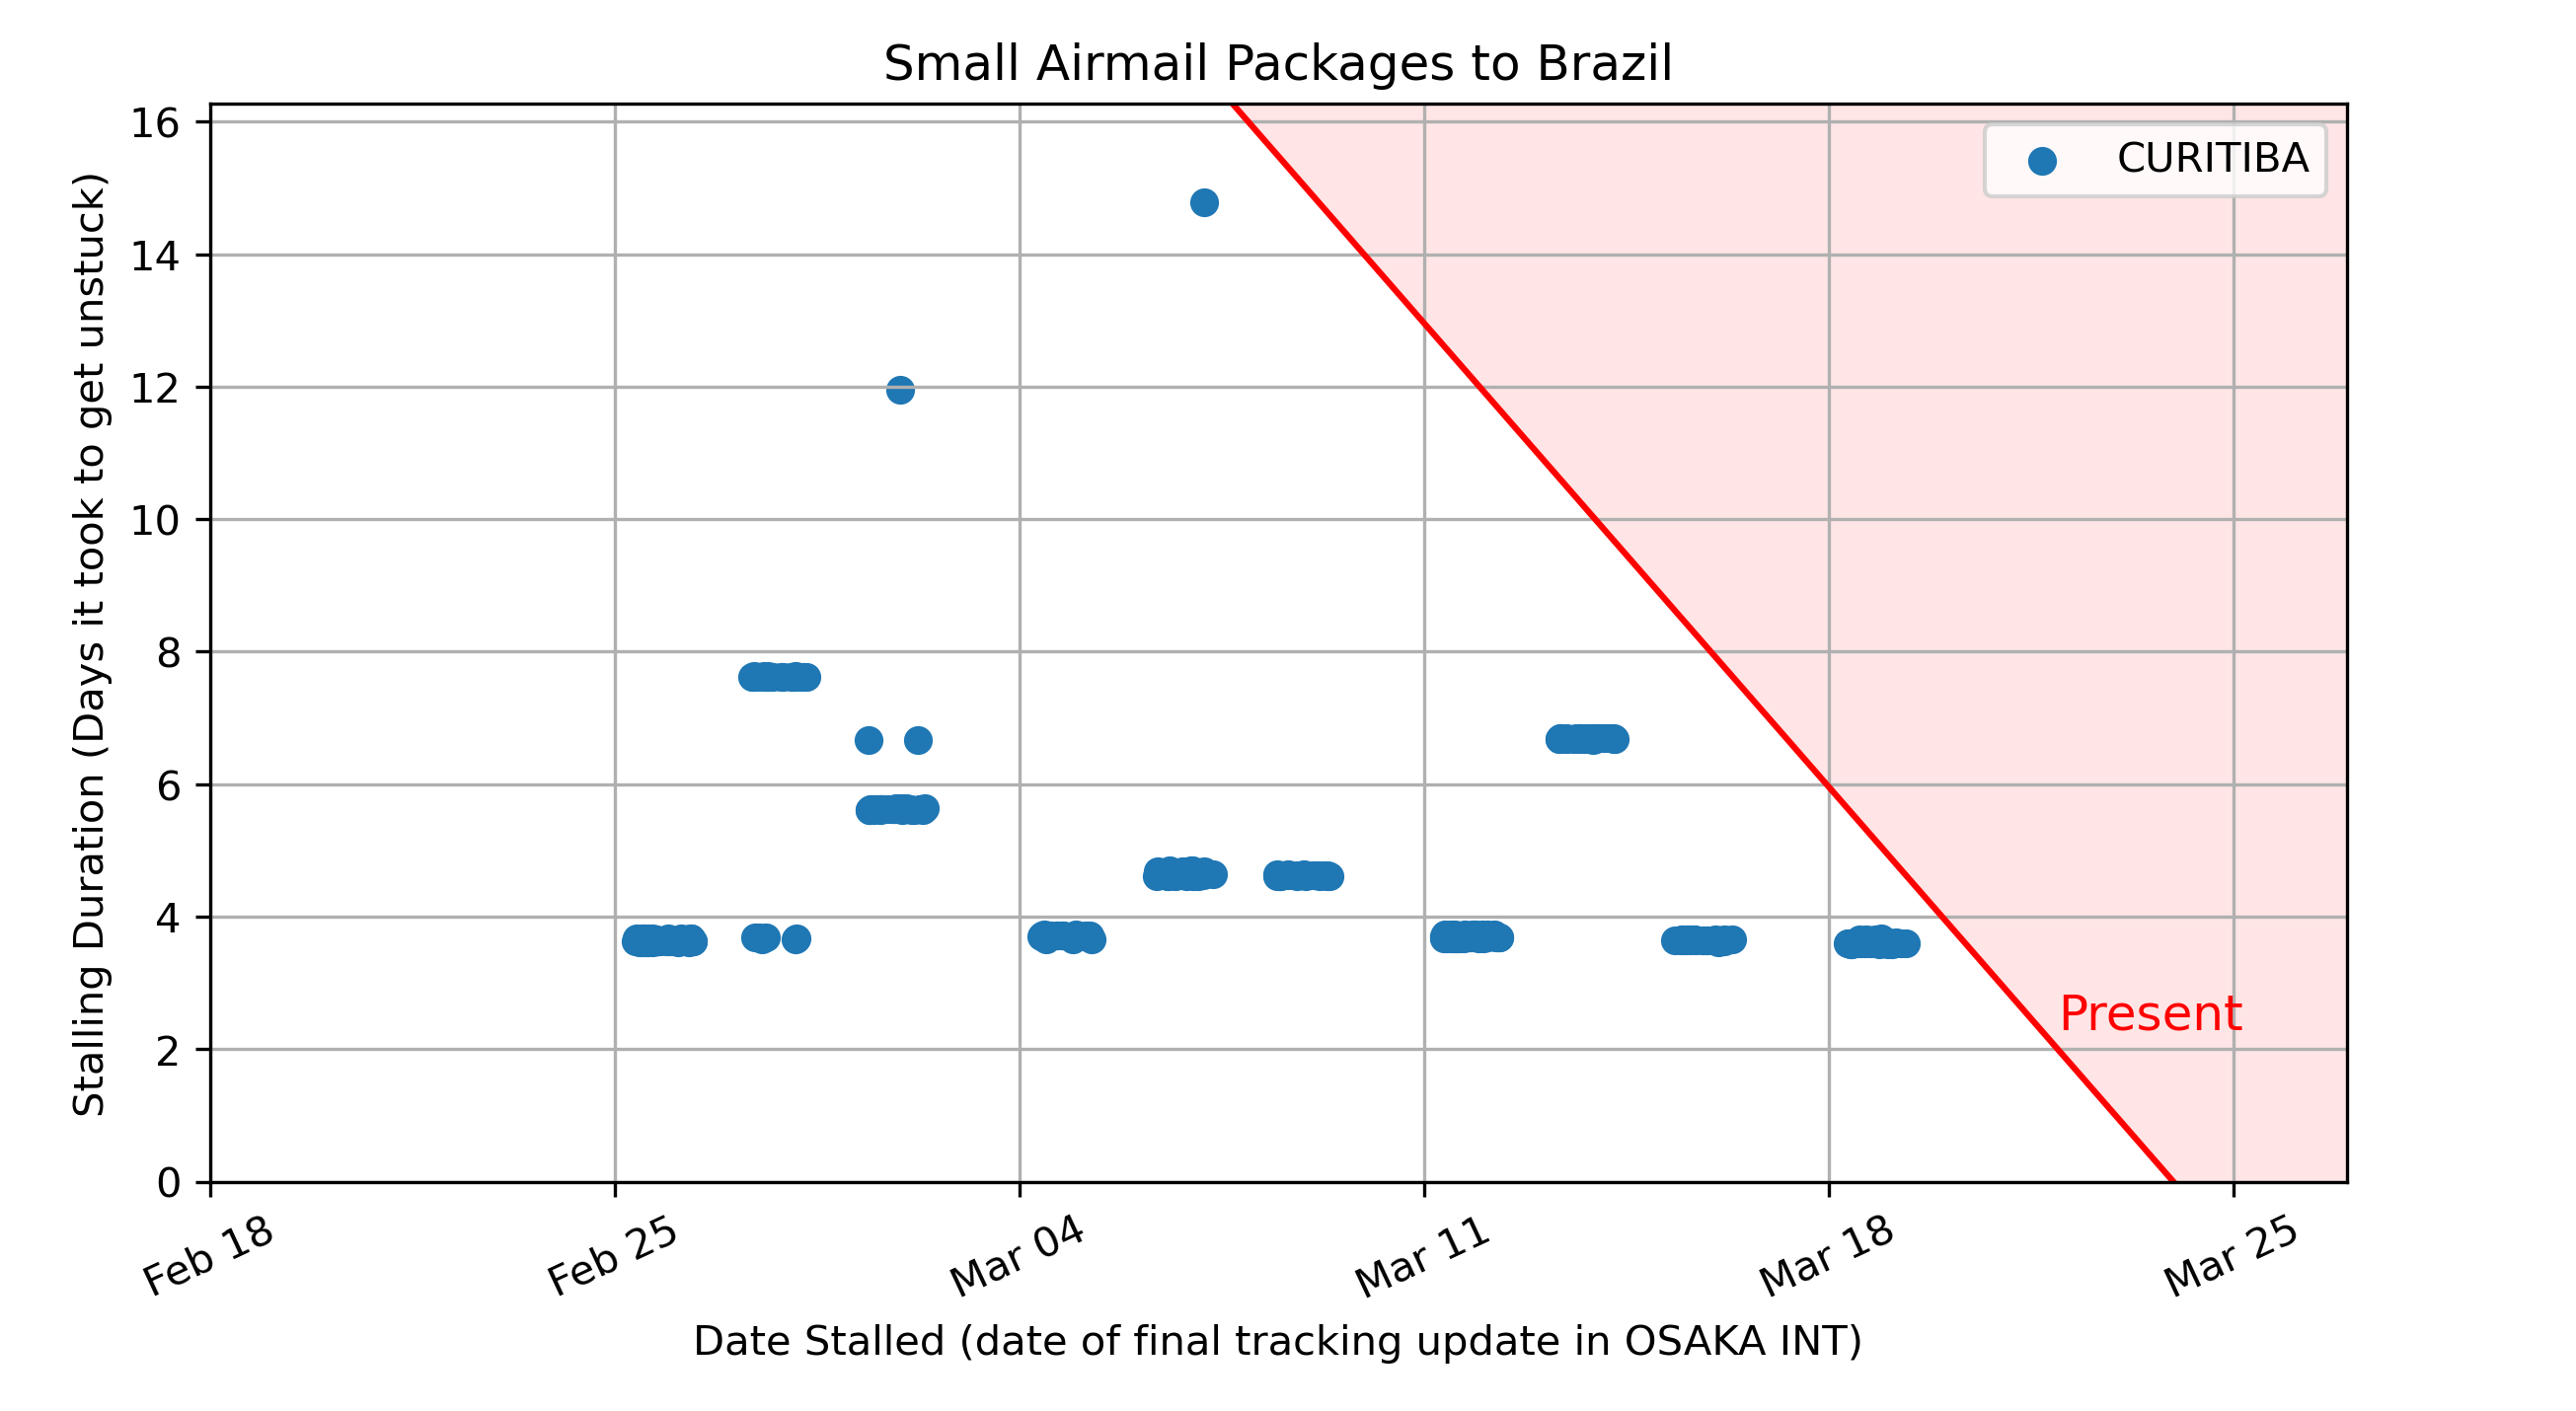 Small Airmail Packages to Brazil
Stalling Duration (Days it took to get unstuck)
16
14
12
10
8
6
4
2
0
CURITIBA
Present
Feb 18
Feb 25
Mar 04
Mar 11
Mar 18
Mar 25
Date Stalled (date of final tracking update in OSAKA INT)